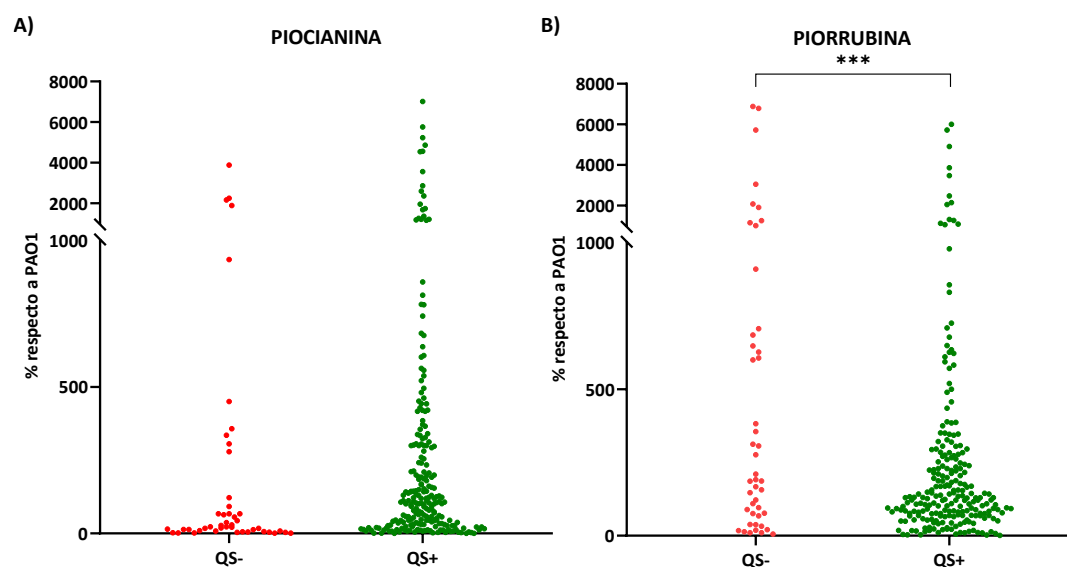 A)
PIOCIANINA
% respecto a PAO1
8000
6000
4000
2000
1000
500
0
QS-
QS+
B)
PIORRUBINA
***
% respecto a PAO1
8000
6000
4000
2000
1000
500
0
QS-
QS+